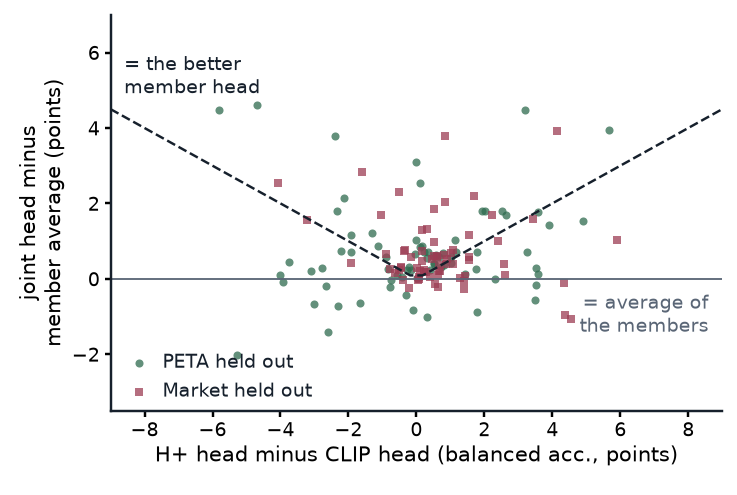 = the better
member head
6
4
2
0
−2
joint head minus
member average (points)
= average of
the members
PETA held out
Market held out
−8 −6 −4 −2 0 2 4 6 8
H+ head minus CLIP head (balanced acc., points)